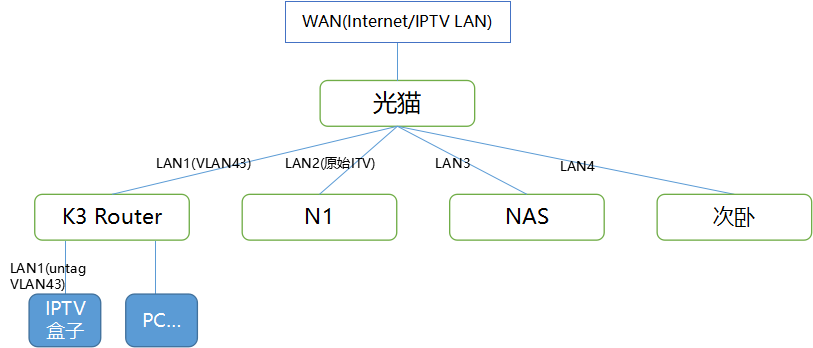 WAN(Internet/IPTV LAN)
光猫
LAN1(VLAN43)
LAN2(原始ITV)
LAN3
LAN4
K3 Router
N1
NAS
次卧
LAN1(untag
VLAN43)
IPTV
盒子
PC...